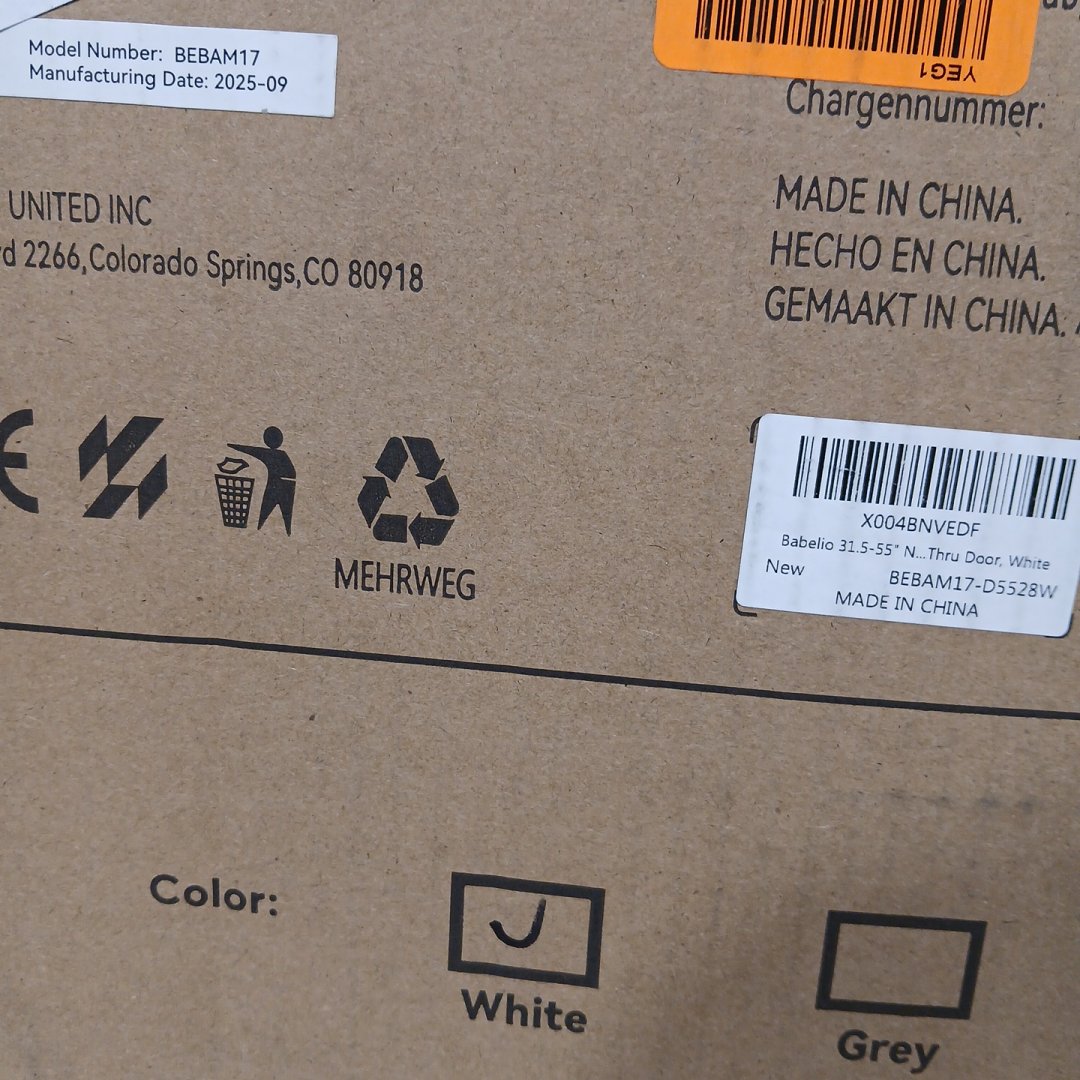 Model Number: BEBAM17
Manufacturing Date: 2025-09
YEG1
Chargennummer:
UNITED INC
2266,Colorado Springs,CO 80918
MADE IN CHINA.
HECHO EN CHINA.
GEMAAKT IN CHINA.
CE
MEHRWEG
X004BNVEDF
Babelio 31.5-55" N...Thru Door, White
New
BEBAM17-D5528W
MADE IN CHINA
Color:
White
Grey